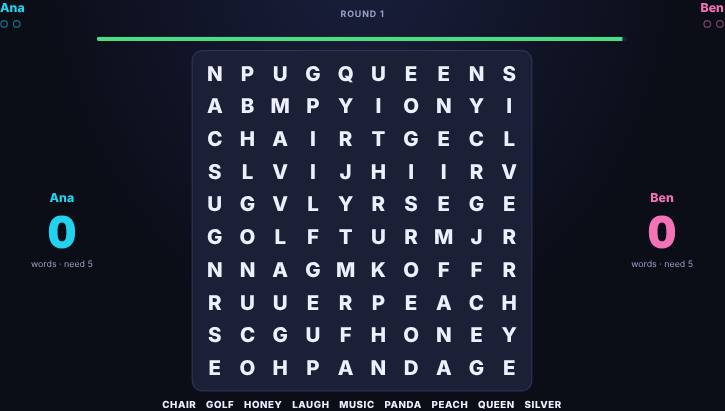 Ana
ROUND 1
Ben
N P U G Q U E E N S
A B M P Y I O N Y I
C H A I R T G E C L
S L V I J H I I R V
U G V L Y R S E G E
G O L F T U R M J R
N N A G M K O F F R
R U U E R P E A C H
S C G U F H O N E Y
E O H P A N D A G E
Ana
0
words · need 5
Ben
0
words · need 5
CHAIR GOLF HONEY LAUGH MUSIC PANDA PEACH QUEEN SILVER